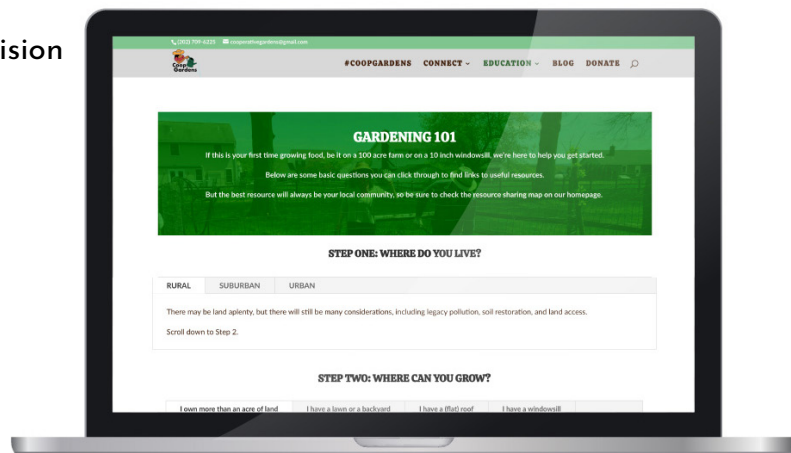 ision
(202) 709-6225 cooperativegardens@gmail.com
Coop
Gardens
#COOPGARDENS CONNECT EDUCATION BLOG DONATE
GARDENING 101
If this is your first time growing food, be it on a 100 acre farm or on a 10 inch windowsill, we're here to help you get started.
Below are some basic questions you can click through to find links to useful resources.
But the best resource will always be your local community, so be sure to check the resource sharing map on our homepage.
STEP ONE: WHERE DO YOU LIVE?
RURAL SUBURBAN URBAN
There may be land aplenty, but there will still be many considerations, including legacy pollution, soil restoration, and land access.
Scroll down to Step 2.
STEP TWO: WHERE CAN YOU GROW?
I own more than an acre of land I have a lawn or a backyard I have a (flat) roof I have a windowsill